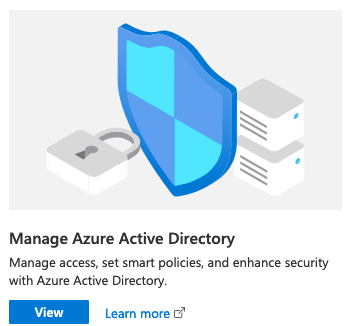 Manage Azure Active Directory
Manage access, set smart policies, and enhance security
with Azure Active Directory.
View
Learn more